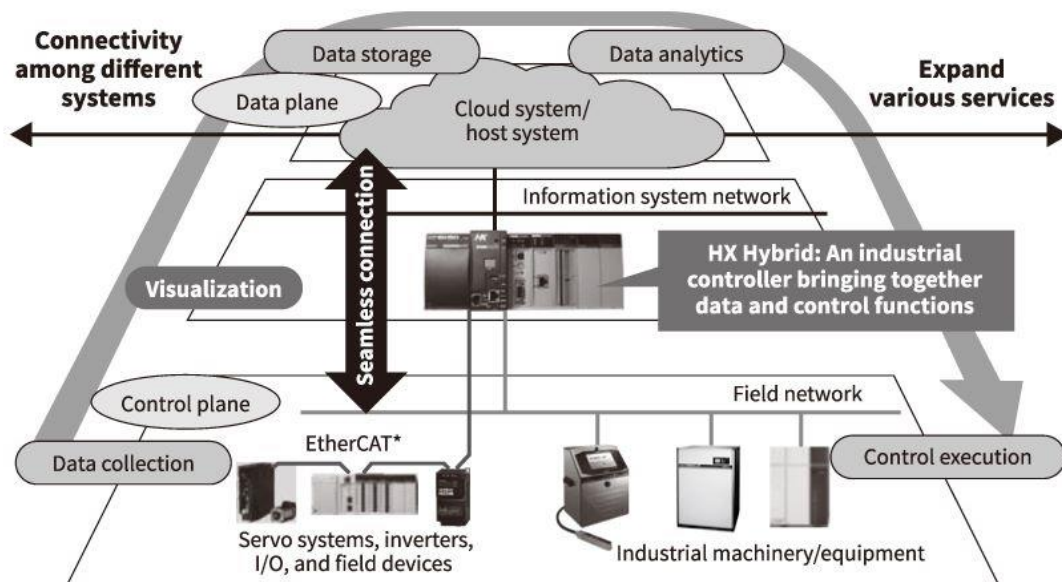 Connectivity
among different
systems
Data storage
Data analytics
Expand
various services
Data plane
Cloud system/
host system
Information system network
Seamless connection
Visualization
HX Hybrid: An industrial
controller bringing together
data and control functions
Control plane
Field network
EtherCAT*
Data collection
Control execution
Servo systems, inverters,
I/O, and field devices
Industrial machinery/equipment